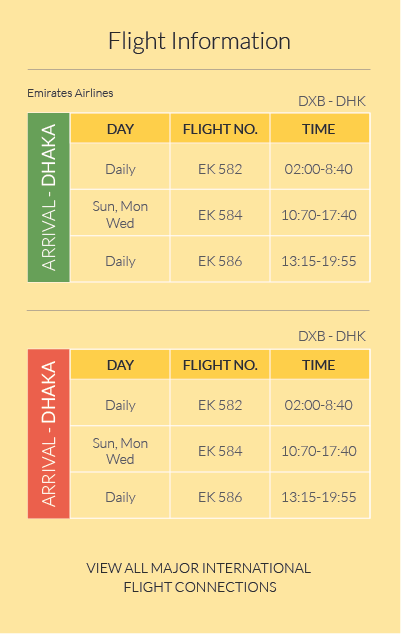 Flight Information
Emirates Airlines
DXB - DHK
ARRIVAL - DHAKA
DAY FLIGHT NO. TIME
Daily EK 582 02:00-8:40
Sun, Mon
Wed EK 584 10:70-17:40
Daily EK 586 13:15-19:55
DXB - DHK
ARRIVAL - DHAKA
DAY FLIGHT NO. TIME
Daily EK 582 02:00-8:40
Sun, Mon
Wed EK 584 10:70-17:40
Daily EK 586 13:15-19:55
VIEW ALL MAJOR INTERNATIONAL
FLIGHT CONNECTIONS